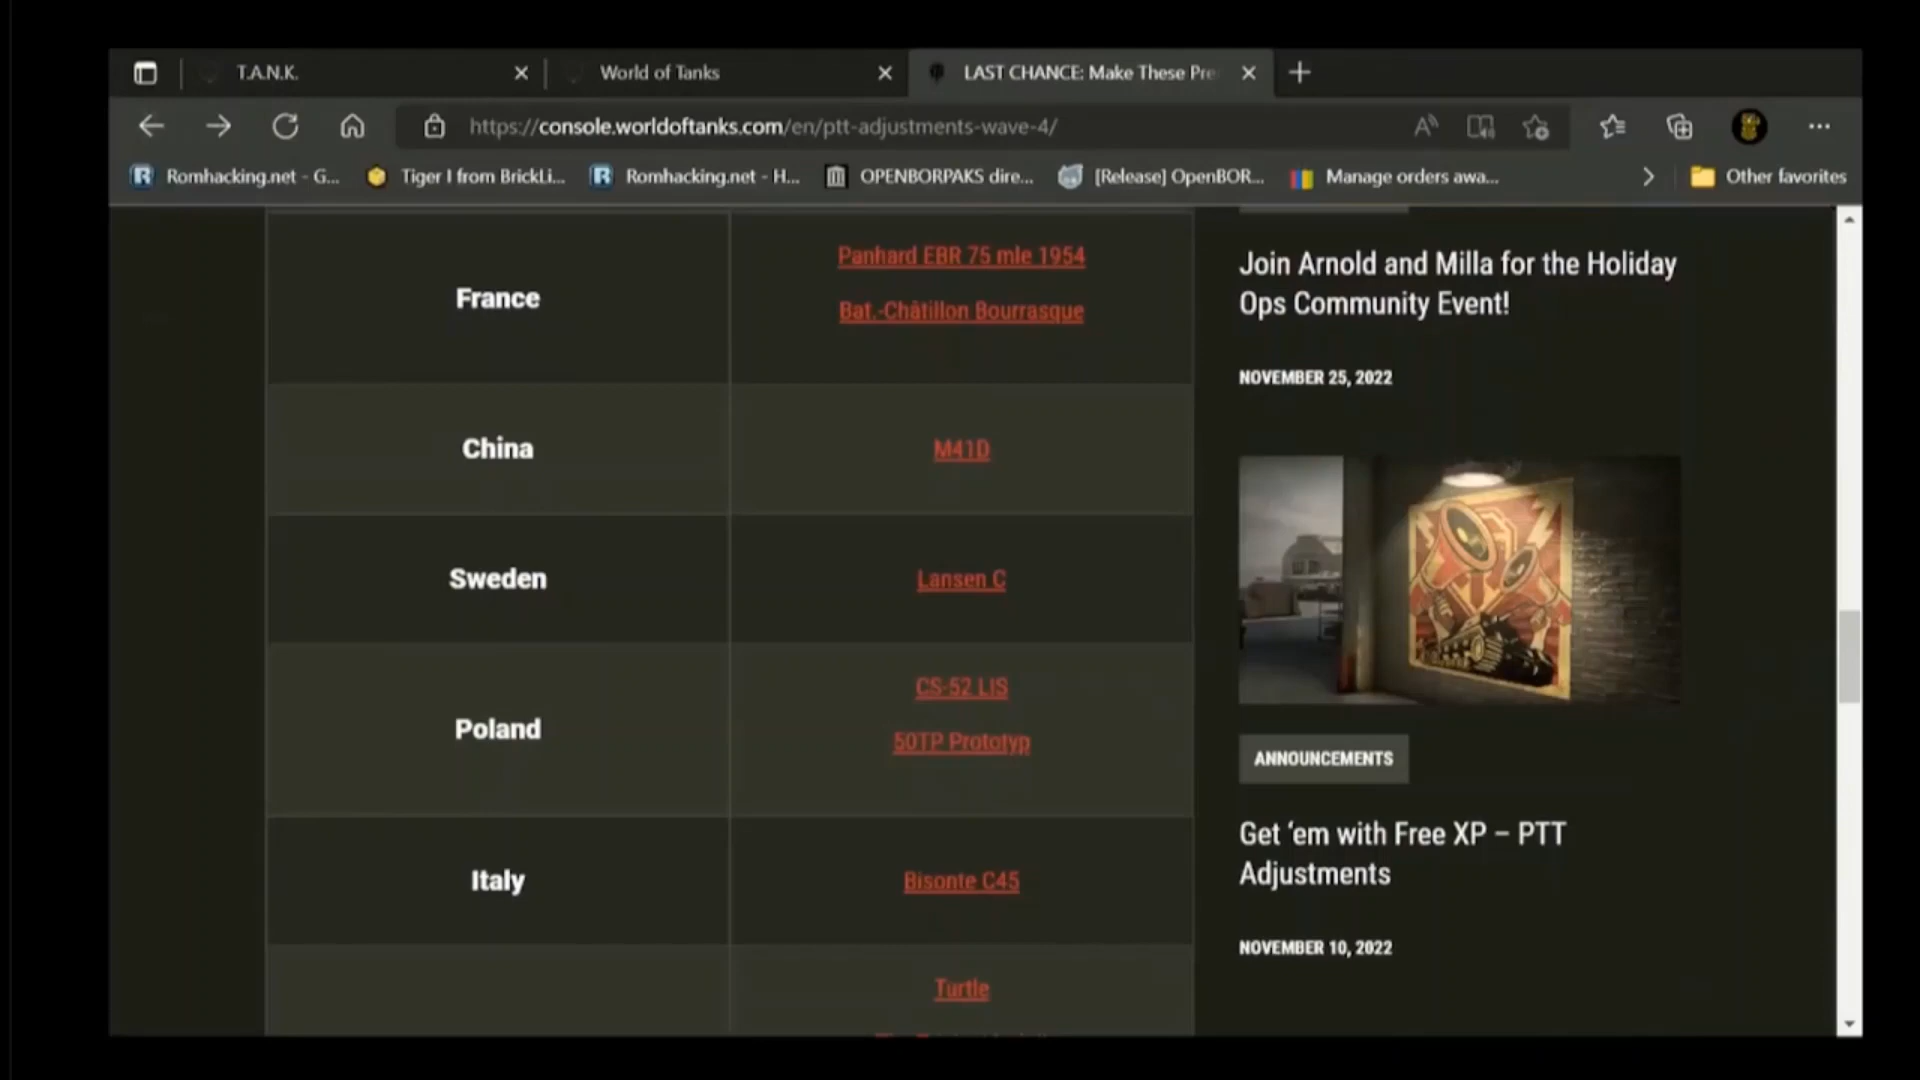 T.A.N.K.
World of Tanks
LAST CHANCE: Make These Pre
https://console.worldoftanks.com/en/ptt-adjustments-wave-4/
Romhacking.net - G...
Tiger I from BrickLi...
Romhacking.net - H...
OPENBORPAKS dire...
[Release] OpenBOR...
Manage orders awa...
Other favorites
France
Panhard EBR 75 mle 1954
Bat.-Châtillon Bourrasque
China
M41D
Sweden
Lansen C
Poland
CS-52 LIS
50TP Prototyp
Italy
Bisonte C45
Turtle
Join Arnold and Milla for the Holiday
Ops Community Event!
NOVEMBER 25, 2022
ANNOUNCEMENTS
Get ‘em with Free XP – PTT
Adjustments
NOVEMBER 10, 2022